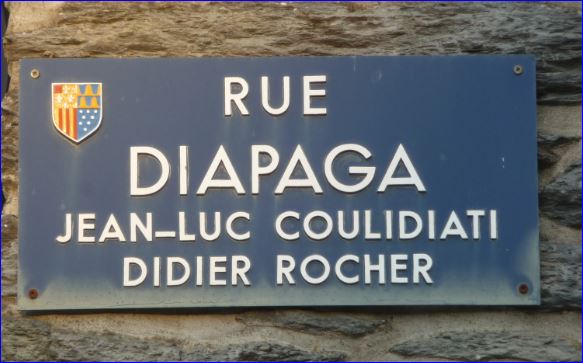 RUE
DIAPAGA
JEAN-LUC COULIDIATI
DIDIER ROCHER